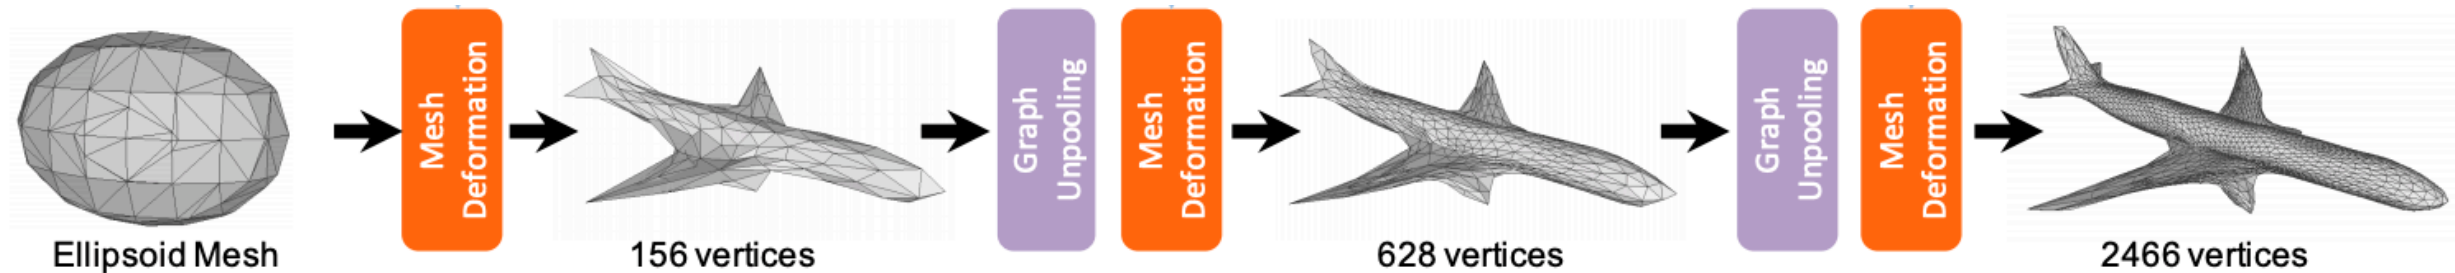 Ellipsoid Mesh
Mesh
Deformation
156 vertices
Graph
Unpooling
Mesh
Deformation
628 vertices
Graph
Unpooling
Mesh
Deformation
2466 vertices